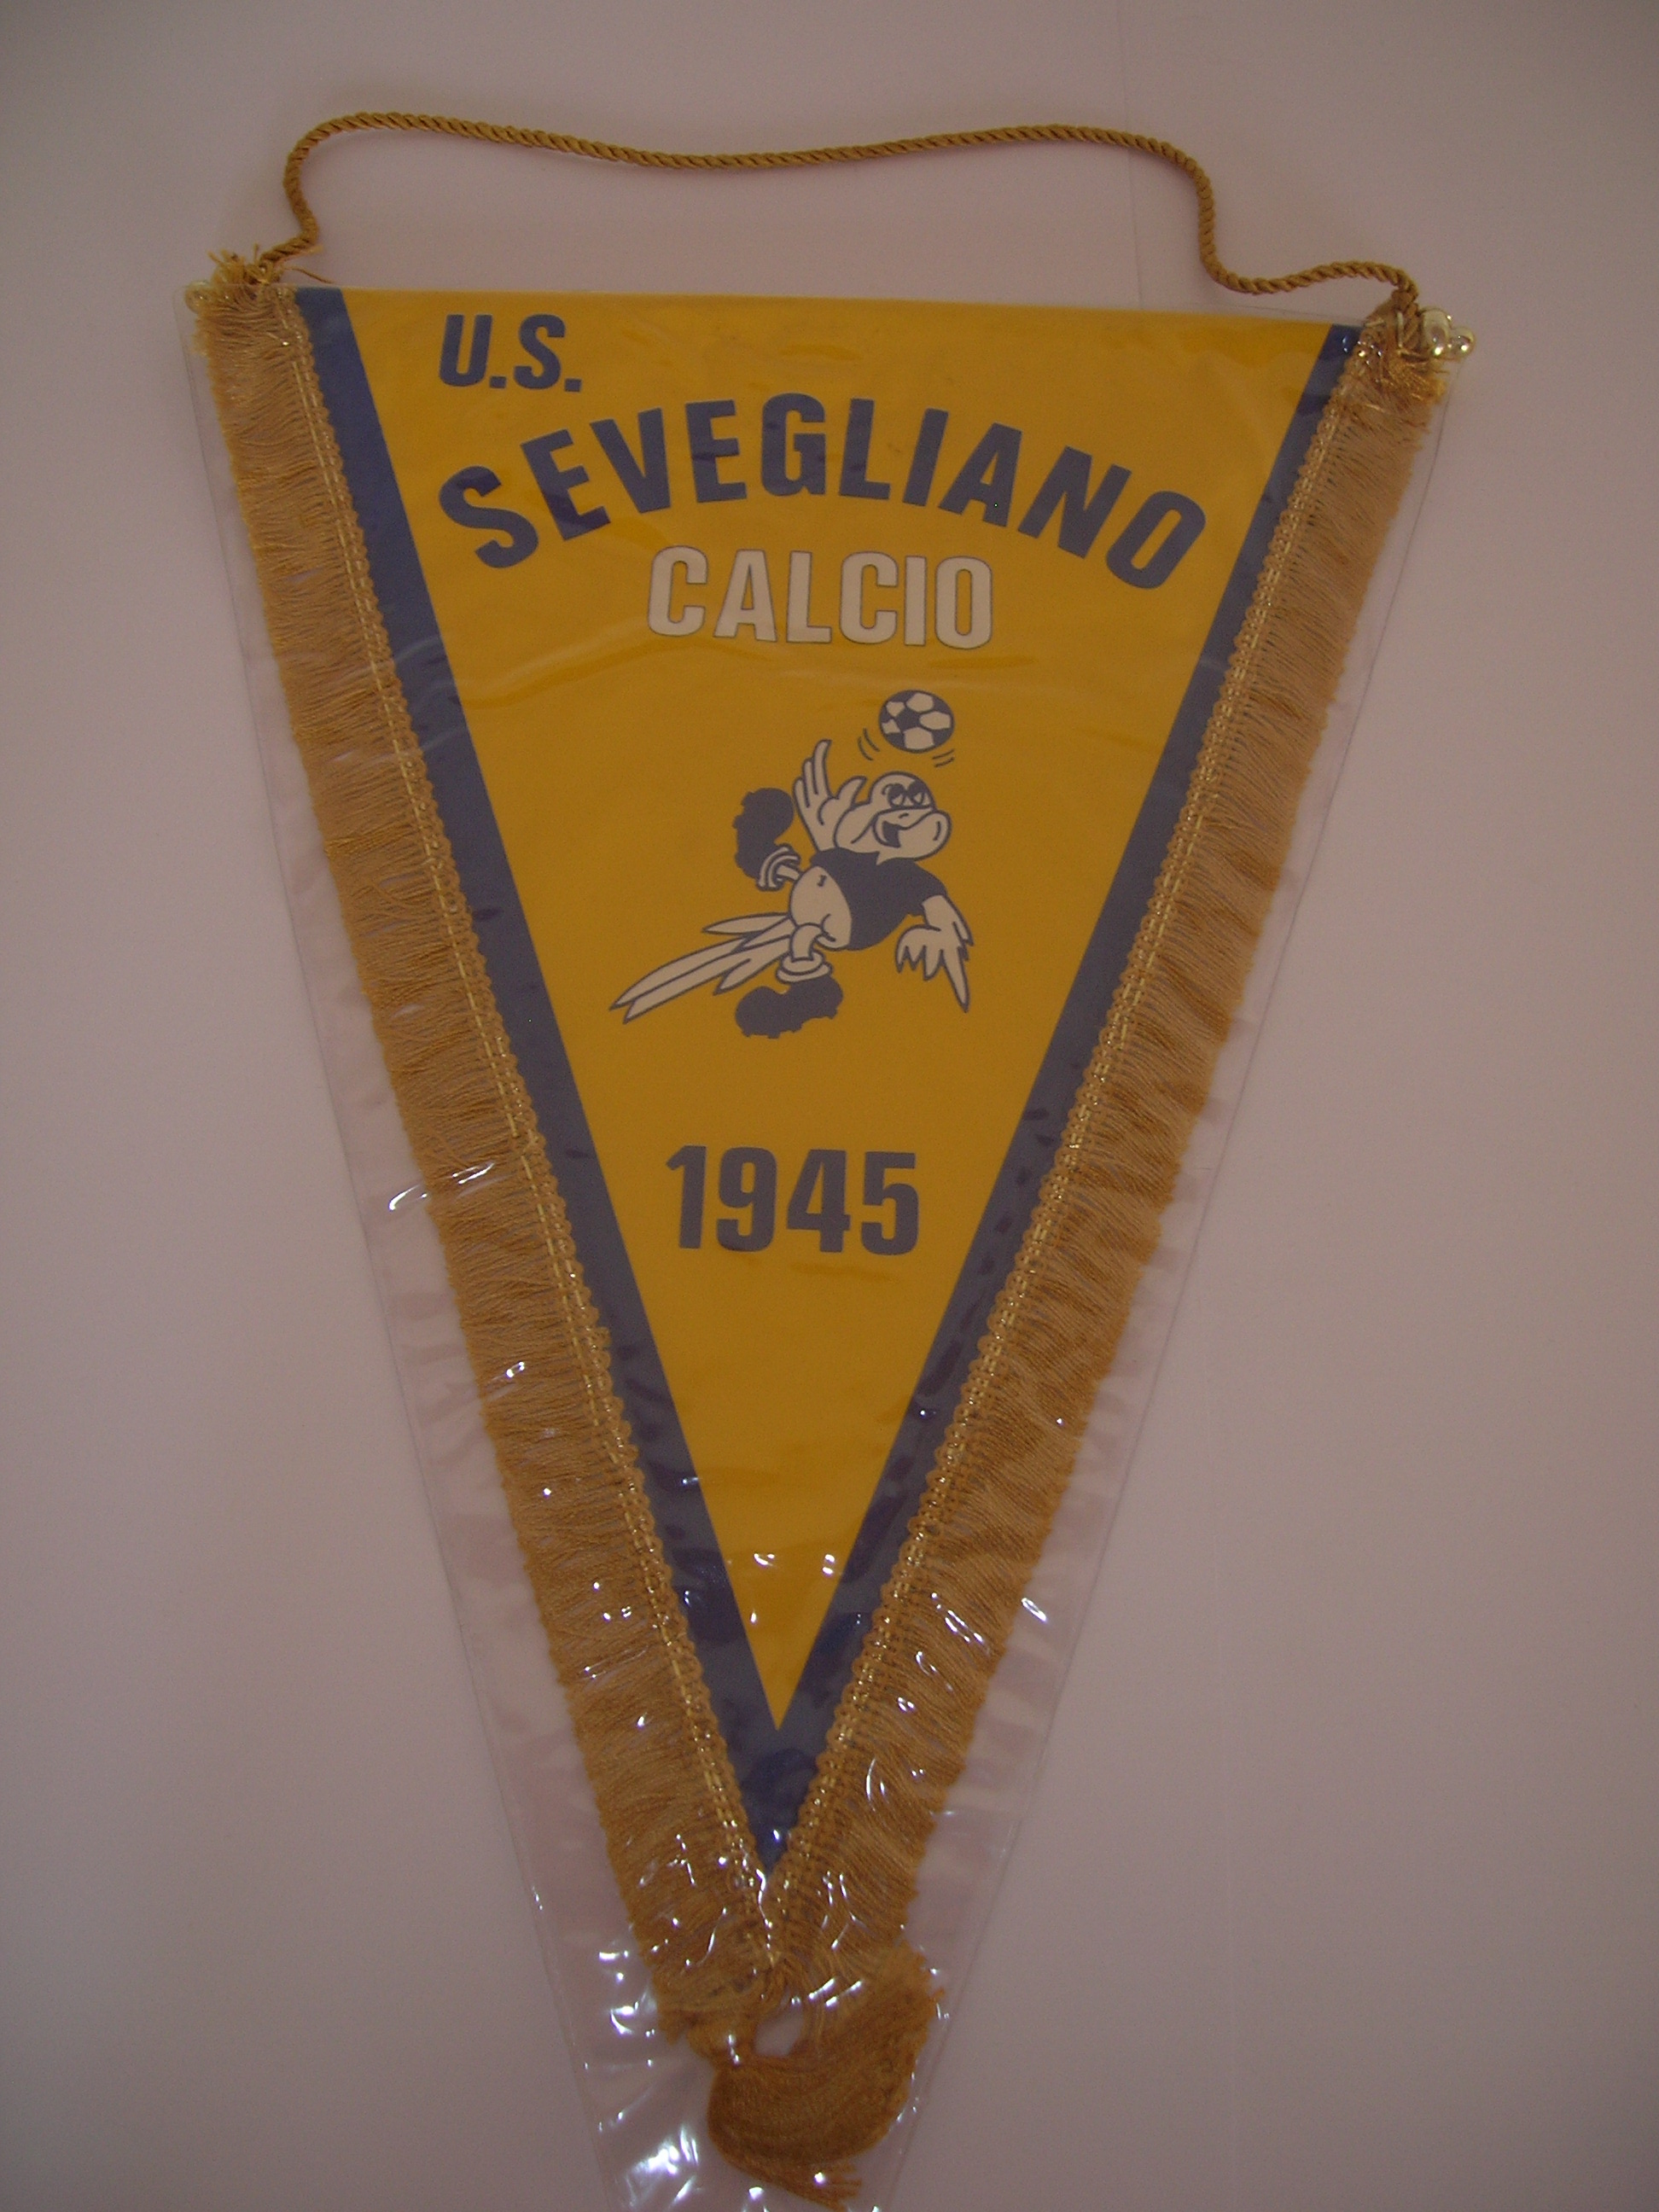 U.S.
SEVEGLIANO
CALCIO
1945